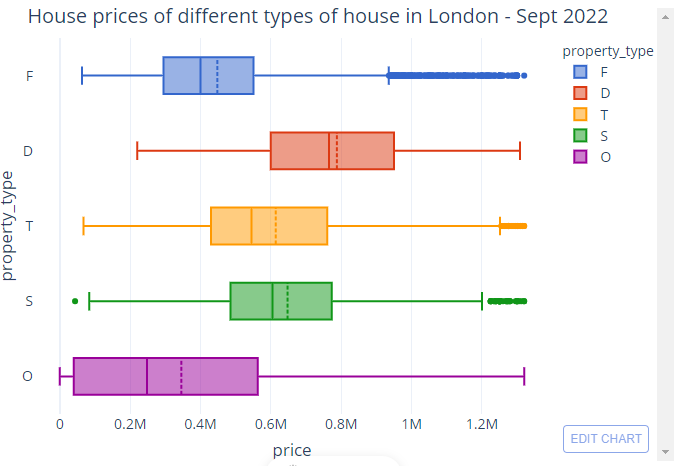 House prices of different types of house in London - Sept 2022
property_type
F
D
T
S
O
property_type
F
D
T
S
O
0 0.2M 0.4M 0.6M 0.8M 1M 1.2M
price
EDIT CHART